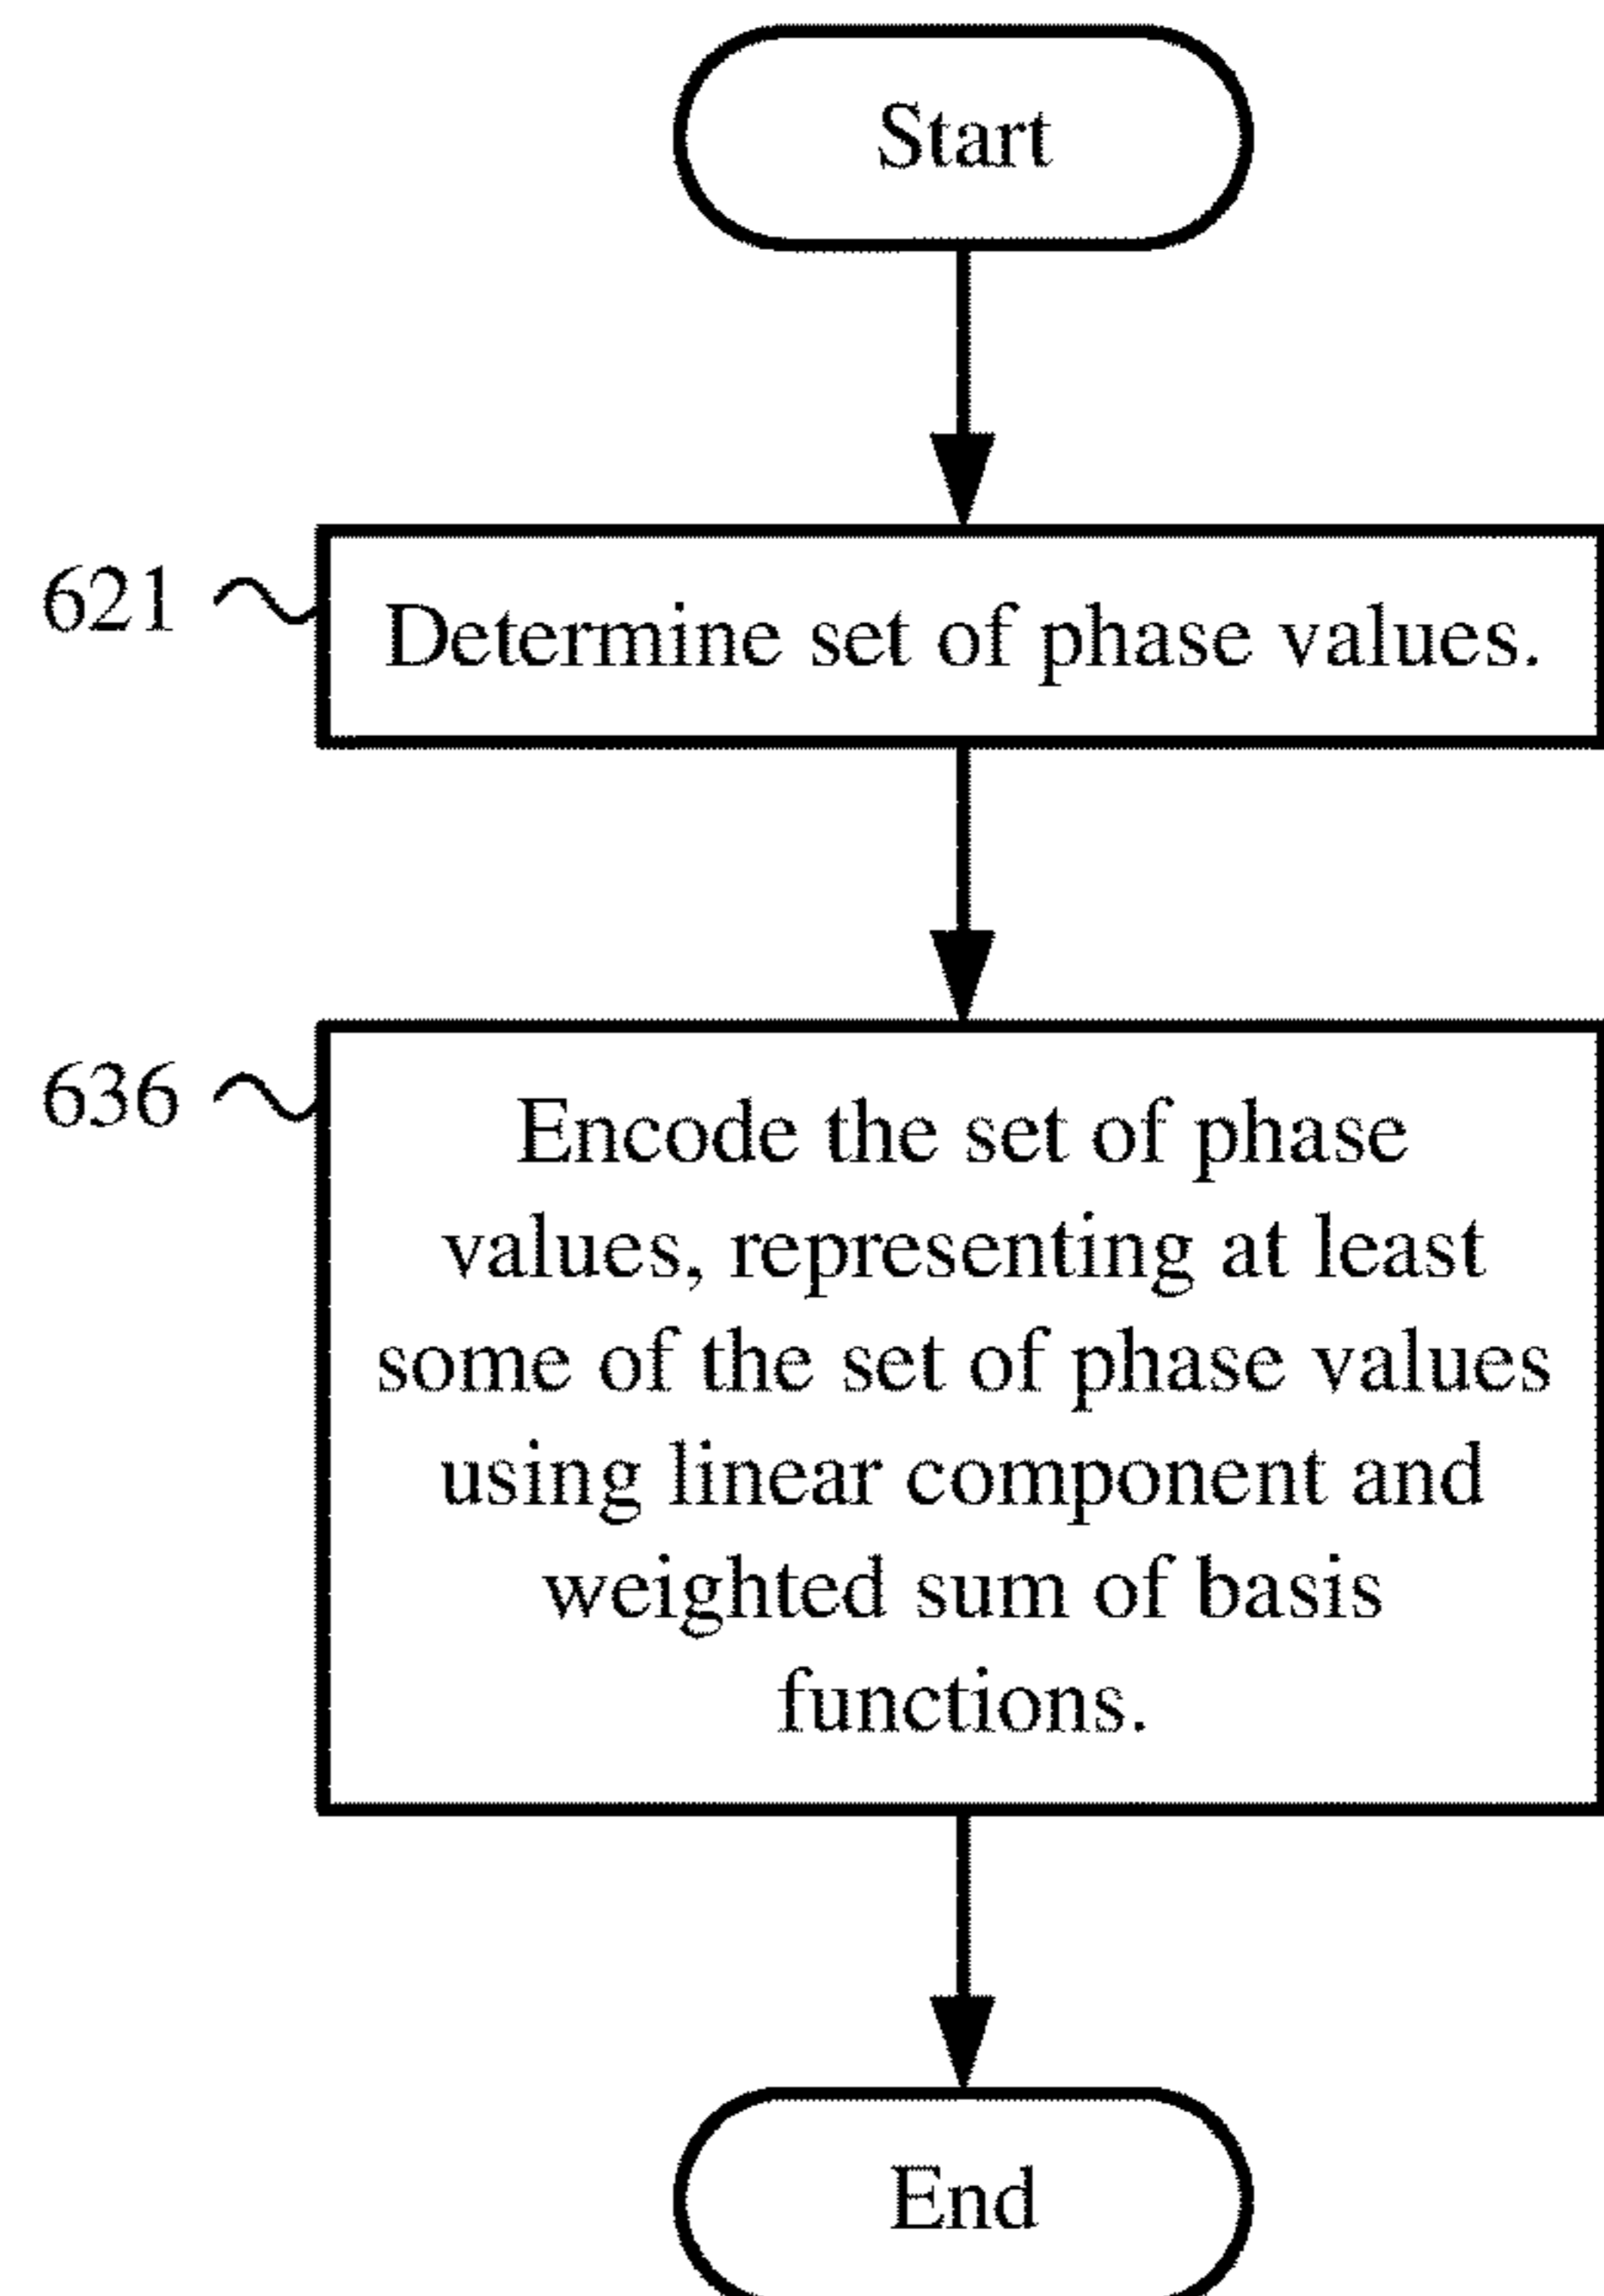 Start
621
Determine set of phase values.
636
Encode the set of phase
values, representing at least
some of the set of phase values
using linear component and
weighted sum of basis
functions.
End